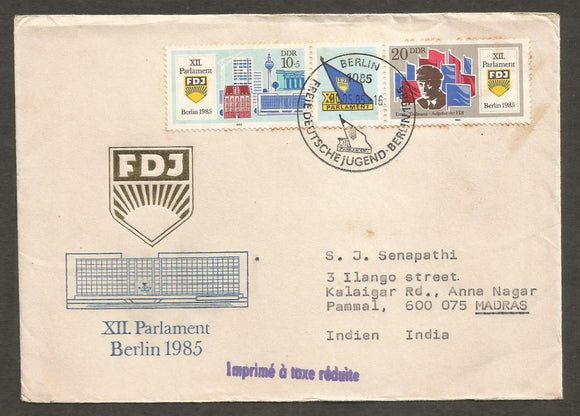 XII.
Parlament
FDJ
Berlin 1985
DDR
10+5
XII.
PARLAMENT
20 DDR
XII.
Parlament
FDJ
Berlin 1985
BERLIN
1085
FREIE DEUTSCHE JUGEND · BERLIN
FDJ
XII. Parlament
Berlin 1985
S. J. Senapathi
3 Ilango street
Kalaigar Rd., Anna Nagar
Pammal, 600 075 MADRAS
Indien India
Imprimé à taxe réduite